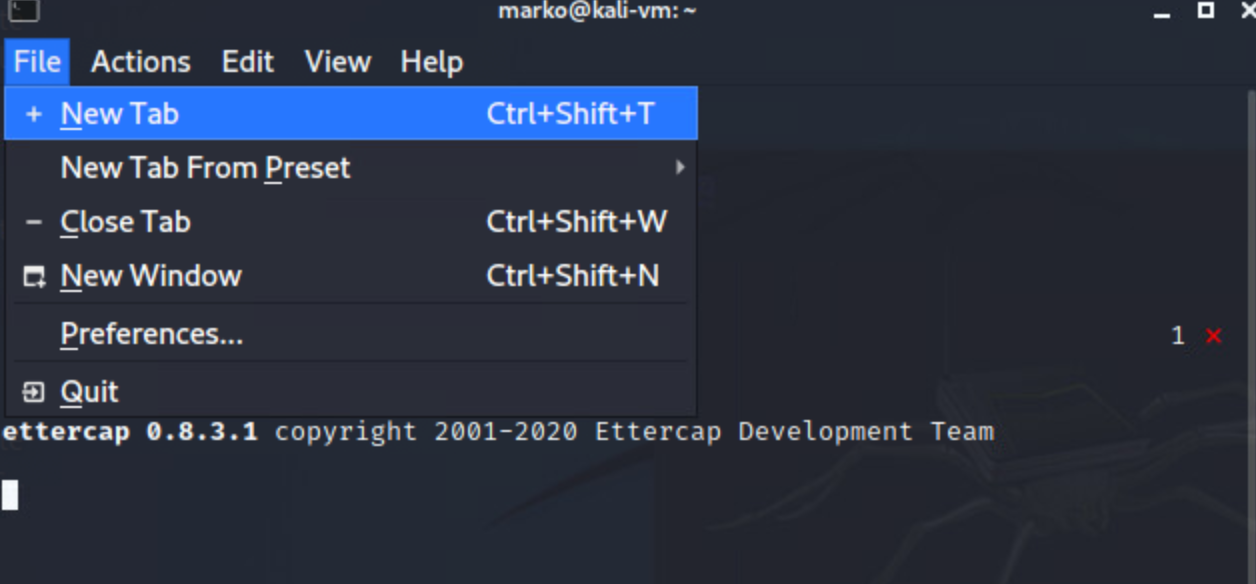 marko@kali-vm: ~
File Actions Edit View Help
+ New Tab Ctrl+Shift+T
New Tab From Preset
− Close Tab Ctrl+Shift+W
New Window Ctrl+Shift+N
Preferences...
1 ×
Quit
ettercap 0.8.3.1 copyright 2001-2020 Ettercap Development Team